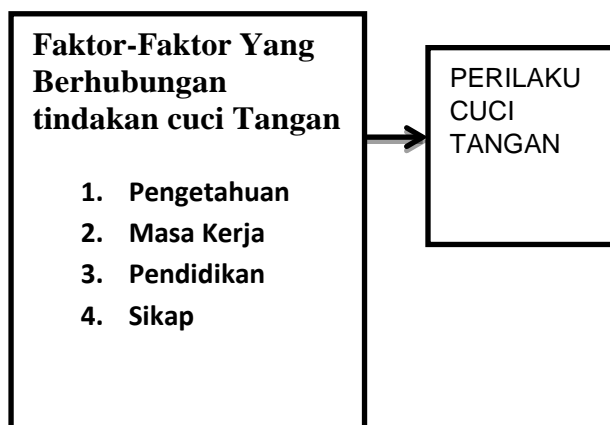 Faktor-Faktor Yang
Berhubungan
tindakan cuci Tangan
1. Pengetahuan
2. Masa Kerja
3. Pendidikan
4. Sikap
PERILAKU
CUCI
TANGAN